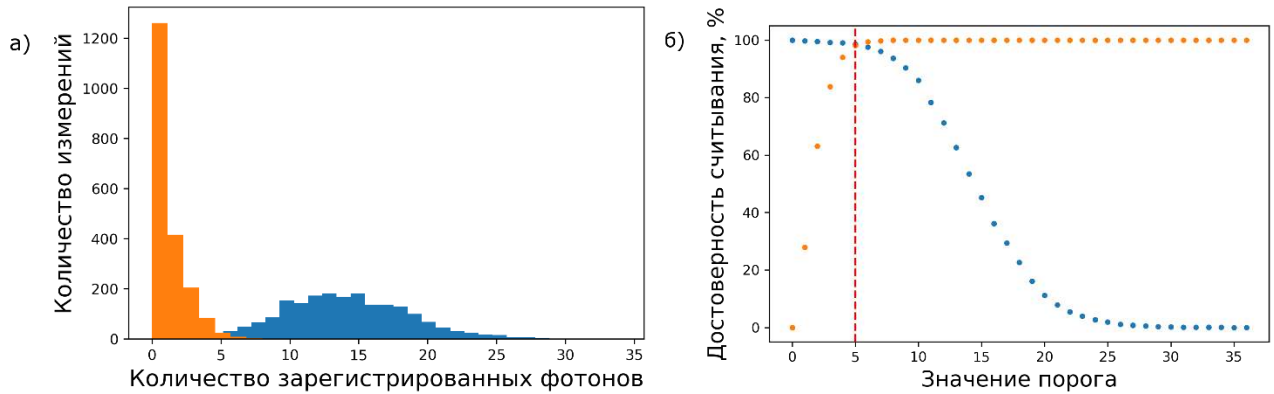 а)
Количество измерений
1200
1000
800
600
400
200
0
0 5 10 15 20 25 30 35
Количество зарегистрированных фотонов
б)
Достоверность считывания, %
100
80
60
40
20
0
0 5 10 15 20 25 30 35
Значение порога